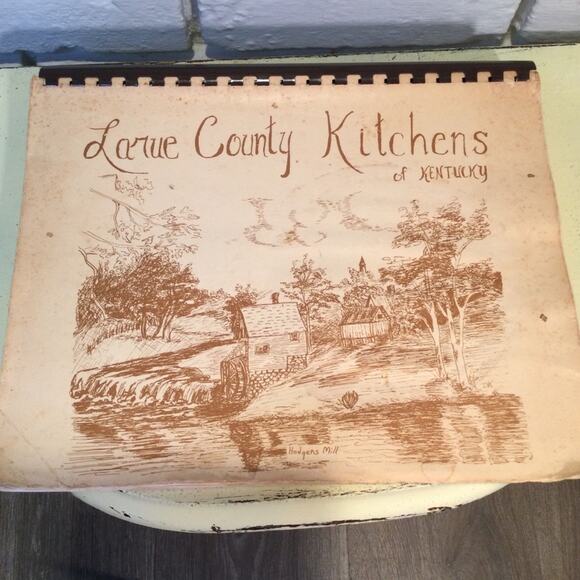 Larue County Kitchens
of KENTUCKY
Hodgens Mill